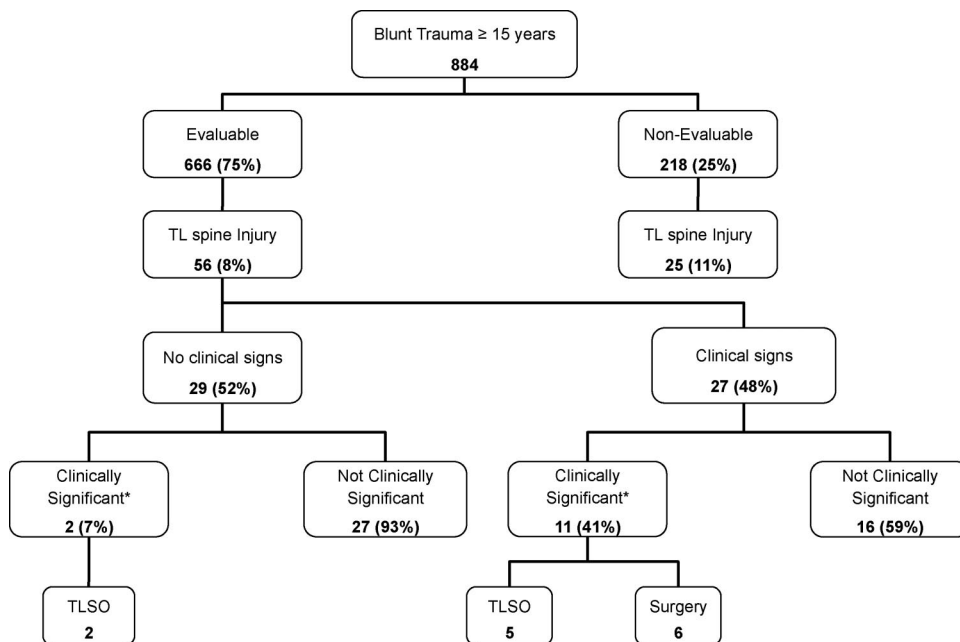 Blunt Trauma ≥ 15 years
884
Evaluable
666 (75%)
Non-Evaluable
218 (25%)
TL spine Injury
56 (8%)
TL spine Injury
25 (11%)
No clinical signs
29 (52%)
Clinical signs
27 (48%)
Clinically
Significant*
2 (7%)
Not Clinically
Significant
27 (93%)
Clinically
Significant*
11 (41%)
Not Clinically
Significant
16 (59%)
TLSO
2
TLSO
5
Surgery
6